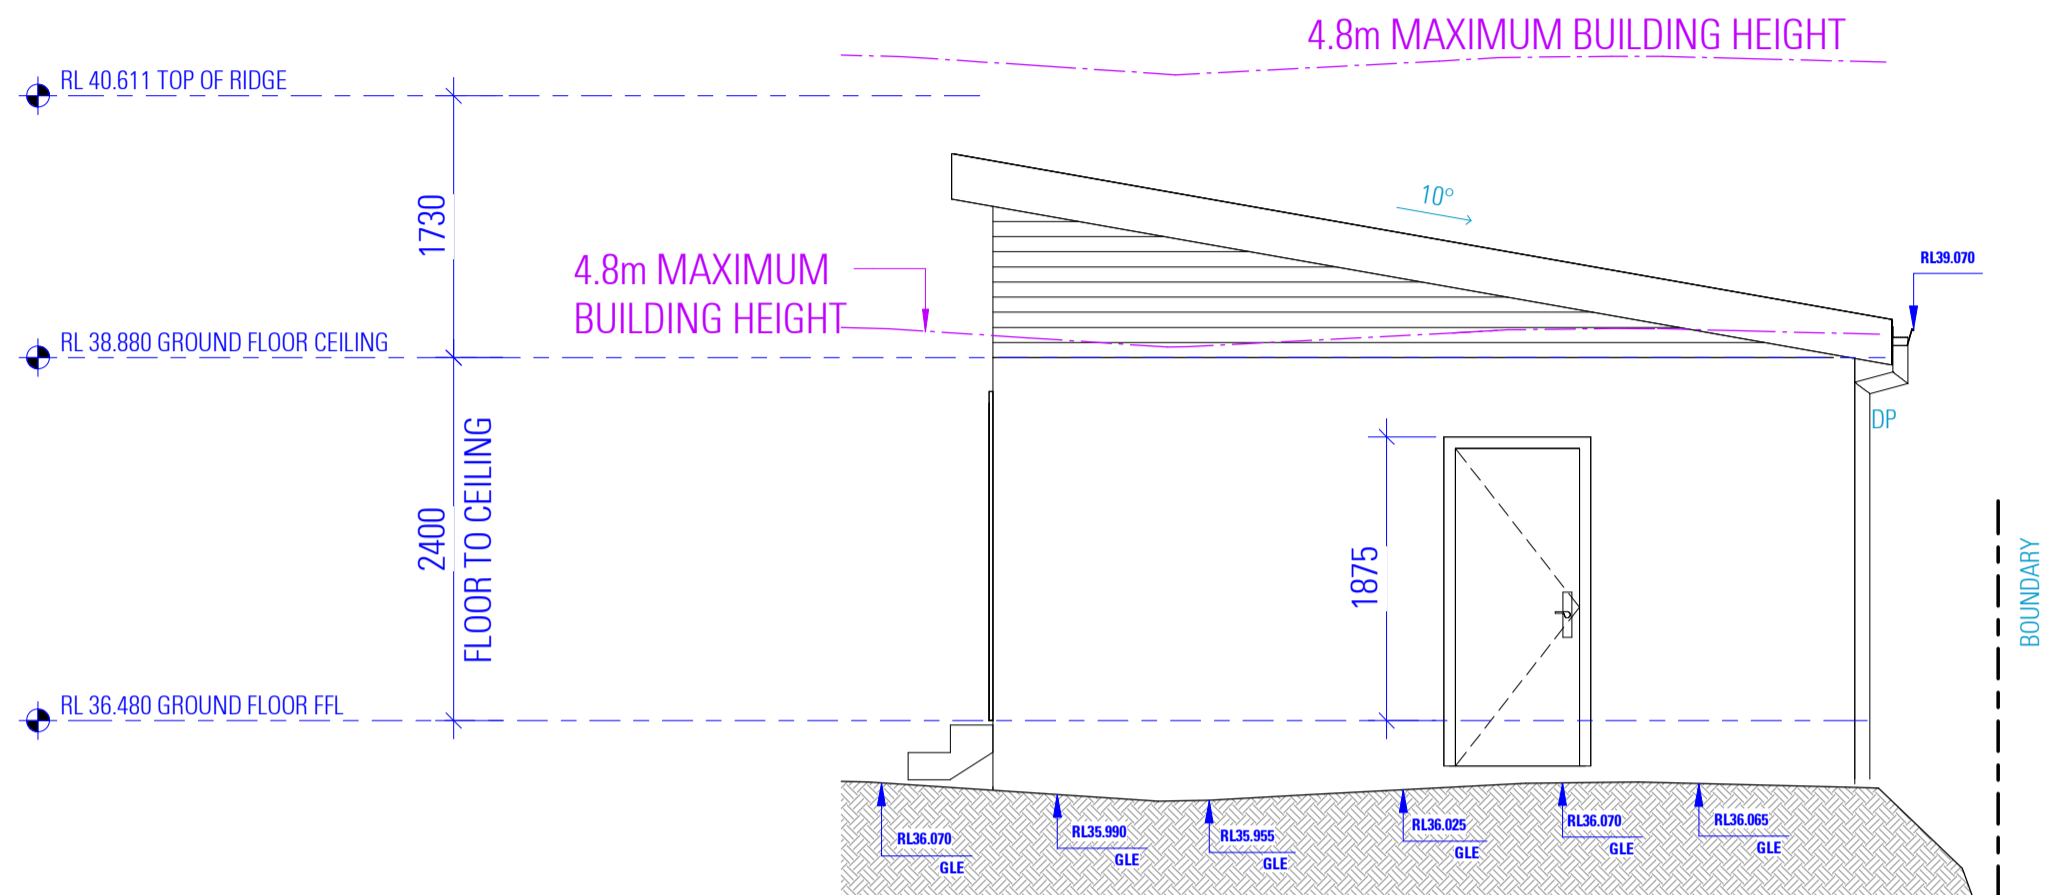 4.8m MAXIMUM BUILDING HEIGHT
RL 40.611 TOP OF RIDGE
1730
10°
4.8m MAXIMUM
BUILDING HEIGHT
RL39.070
RL 38.880 GROUND FLOOR CEILING
DP
2400
FLOOR TO CEILING
1875
BOUNDARY
RL 36.480 GROUND FLOOR FFL
RL36.070
GLE
RL35.990
GLE
RL35.955
GLE
RL36.025
GLE
RL36.070
GLE
RL36.065
GLE